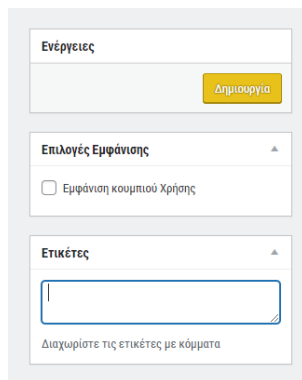 Ενέργειες
Δημιουργία
Επιλογές Εμφάνισης
Εμφάνιση κουμπιού Χρήσης
Ετικέτες
Διαχωρίστε τις ετικέτες με κόμματα